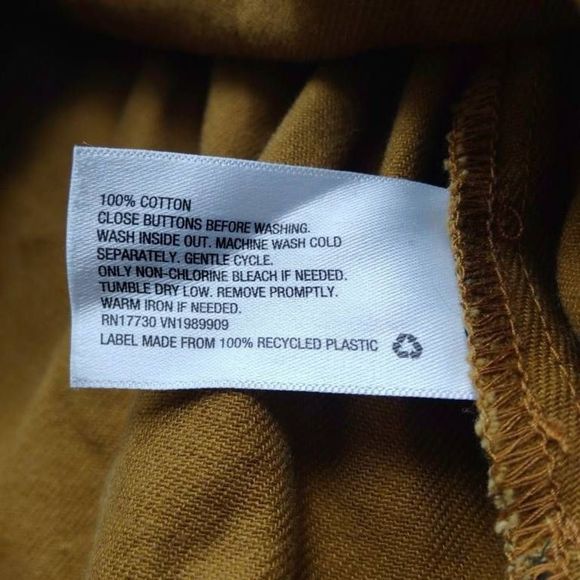 100% COTTON
CLOSE BUTTONS BEFORE WASHING.
WASH INSIDE OUT. MACHINE WASH COLD
SEPARATELY. GENTLE CYCLE.
ONLY NON-CHLORINE BLEACH IF NEEDED.
TUMBLE DRY LOW. REMOVE PROMPTLY.
WARM IRON IF NEEDED.
RN17730 VN1989909
LABEL MADE FROM 100% RECYCLED PLASTIC